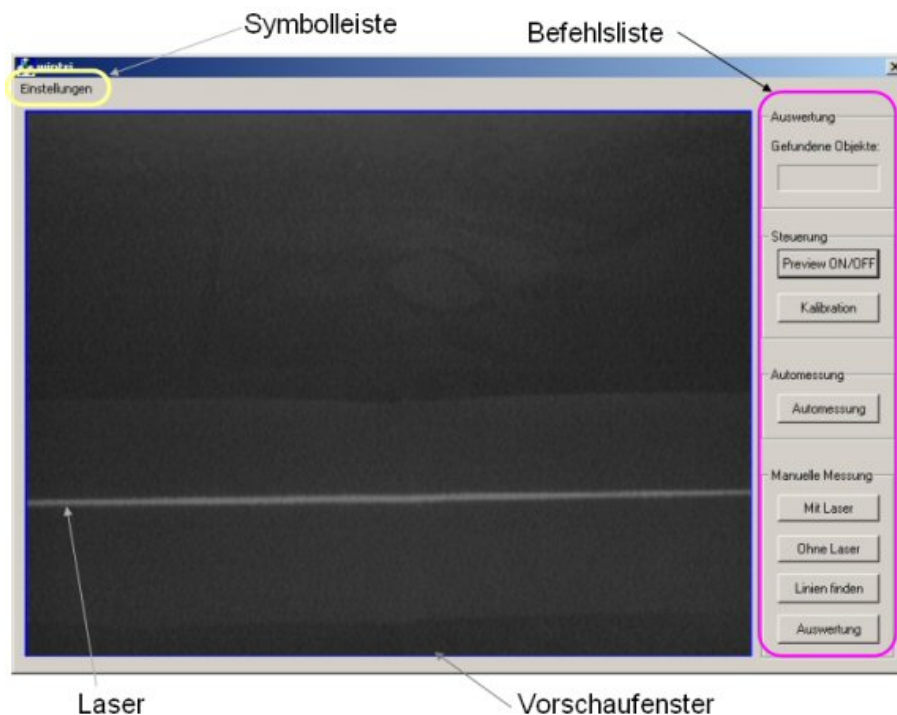 Symbolleiste
Befehlsliste
Einstellungen
Auswertung
Gefundene Objekte:
Steuerung
Preview ON/OFF
Kalibration
Automessung
Automessung
Manuelle Messung
Mit Laser
Ohne Laser
Linien finden
Auswertung
Laser
Vorschaufenster